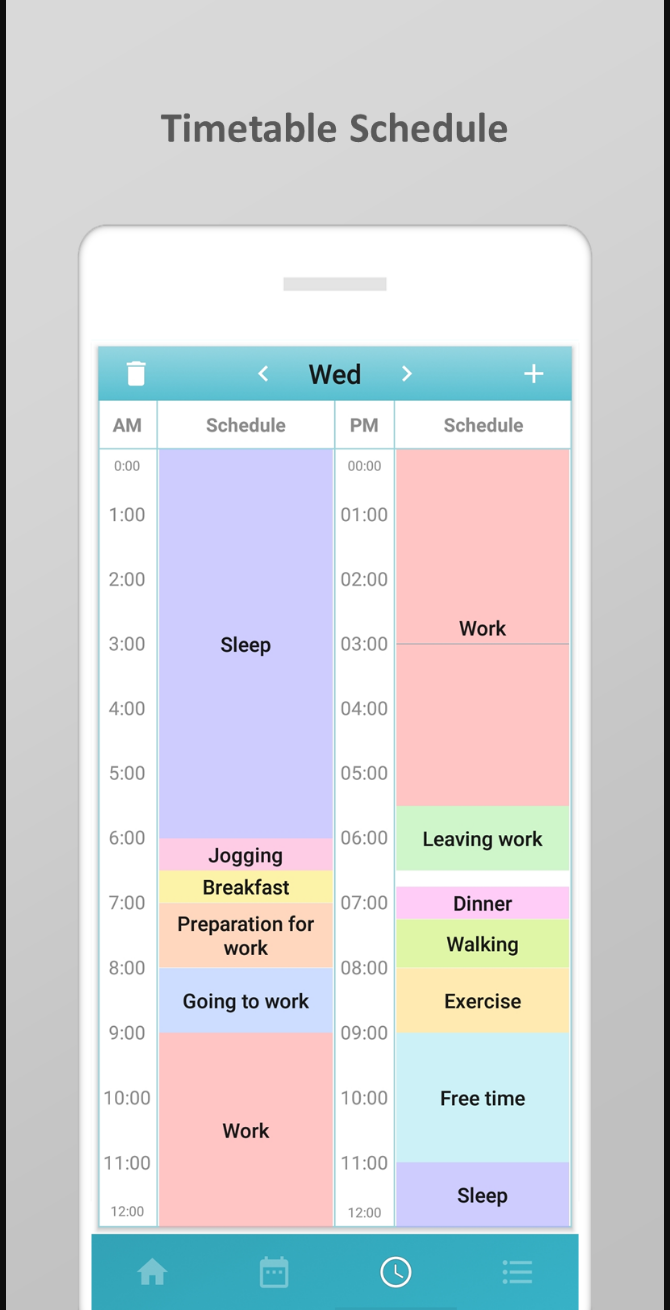 Timetable Schedule
Wed
AM Schedule PM Schedule
0:00 00:00
1:00 01:00
2:00 02:00
Work
3:00 Sleep 03:00
4:00 04:00
5:00 05:00
6:00 06:00 Leaving work
Jogging
Breakfast
7:00 07:00 Dinner
Preparation for
work
Walking
8:00 08:00
Going to work Exercise
9:00 09:00
10:00 10:00 Free time
Work
11:00 11:00
Sleep
12:00 12:00